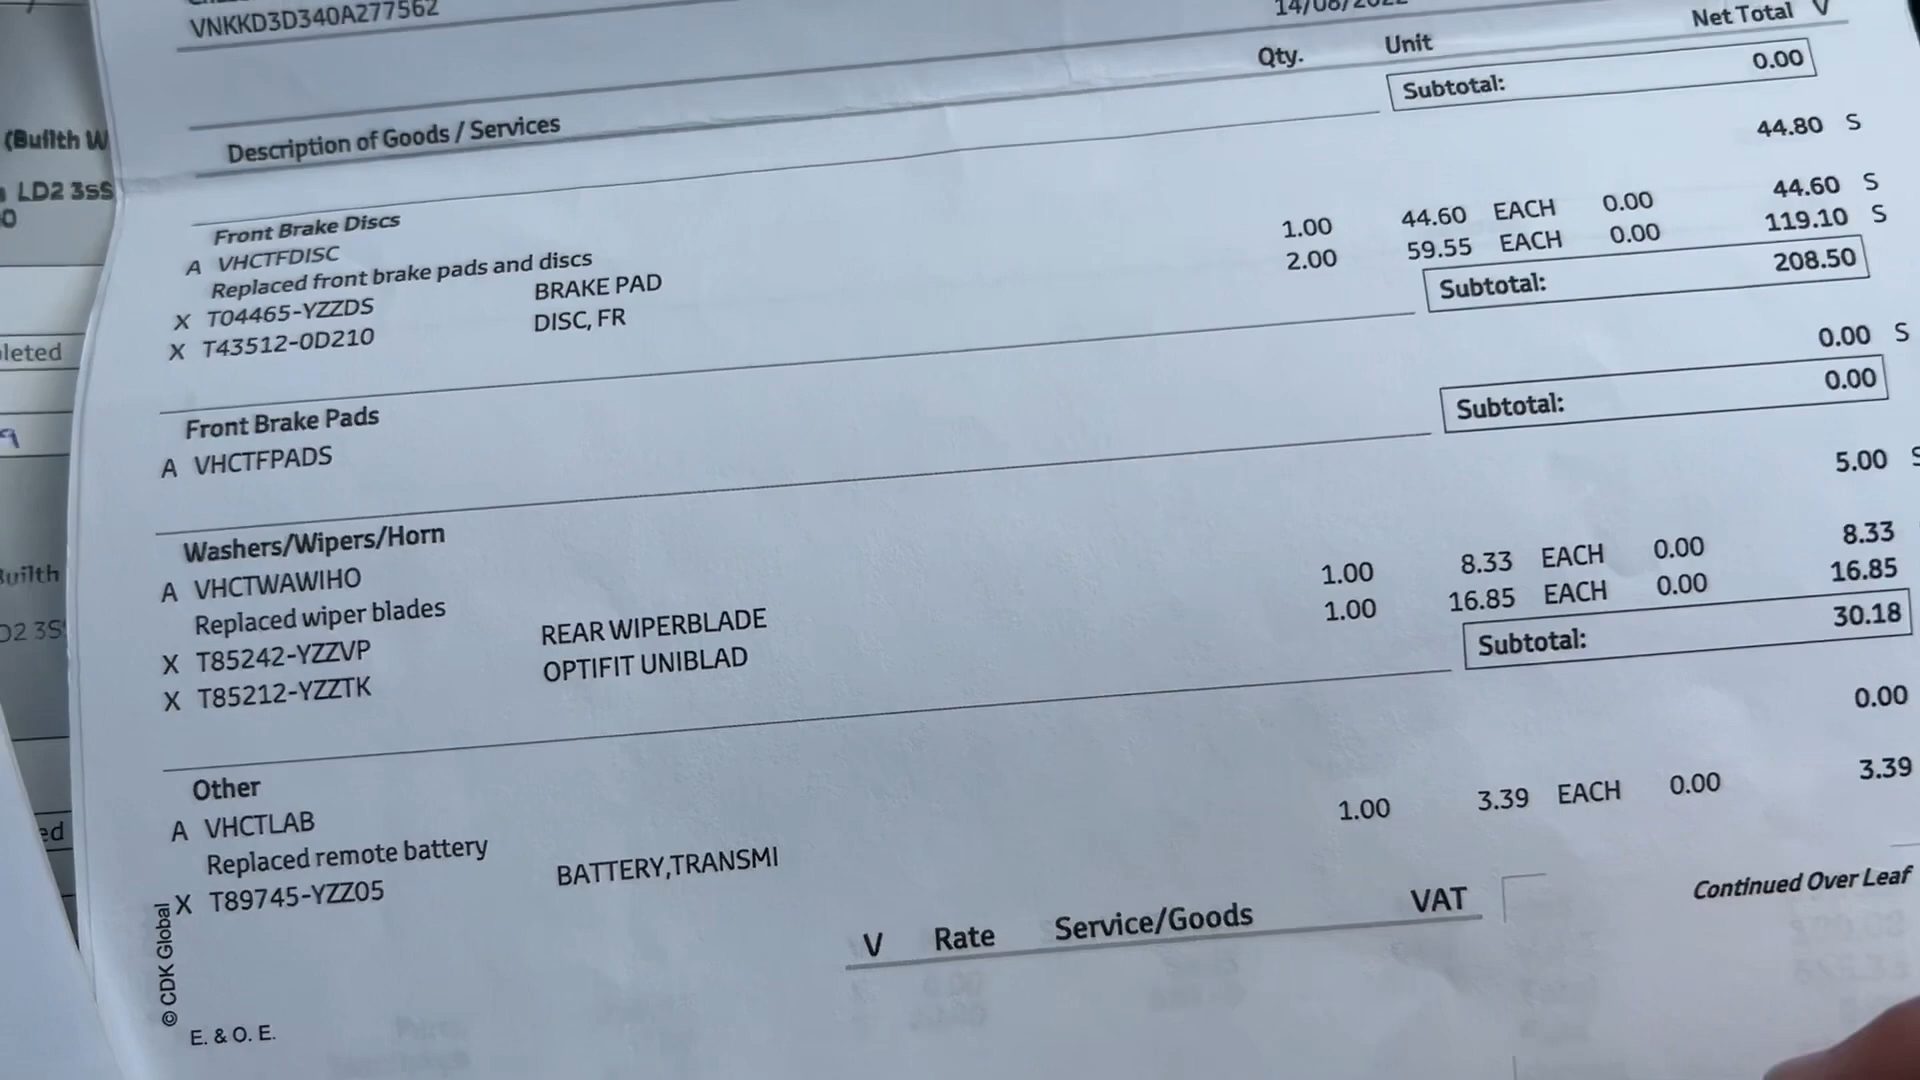 VNKKD3D340A277562
Net Total V
Qty. Unit
Subtotal: 0.00
Description of Goods / Services
44.80 S
Front Brake Discs
A VHCTFDISC
Replaced front brake pads and discs
X T04465-YZZDS BRAKE PAD 1.00 44.60 EACH 0.00 44.60 S
X T43512-0D210 DISC, FR 2.00 59.55 EACH 0.00 119.10 S
Subtotal: 208.50
Front Brake Pads
A VHCTFPADS 0.00 S
Subtotal: 0.00
Washers/Wipers/Horn
A VHCTWAWIHO 5.00 S
Replaced wiper blades
X T85242-YZZVP REAR WIPERBLADE 1.00 8.33 EACH 0.00 8.33
X T85212-YZZTK OPTIFIT UNIBLAD 1.00 16.85 EACH 0.00 16.85
Subtotal: 30.18
Other
A VHCTLAB 0.00
Replaced remote battery
X T89745-YZZ05 BATTERY,TRANSMI 1.00 3.39 EACH 0.00 3.39
V Rate Service/Goods VAT
Continued Over Leaf
© CDK Global
E. & O. E.
(Builth W
LD2 3sS